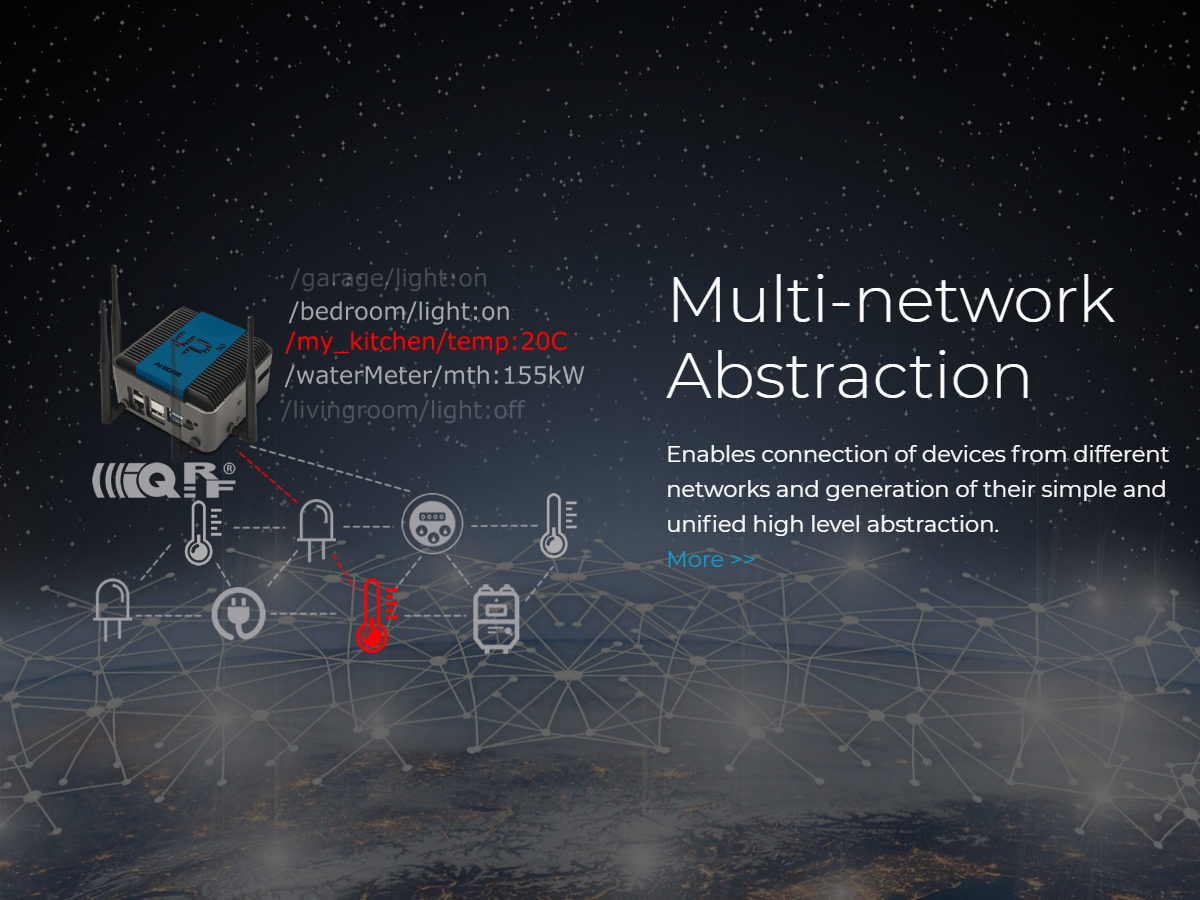 /garage/light:on
/bedroom/light:on
/my_kitchen/temp:20C
/waterMeter/mth:155kW
/livingroom/light:off
UP²
IQRF®
Multi-network
Abstraction
Enables connection of devices from different
networks and generation of their simple and
unified high level abstraction.
More >>